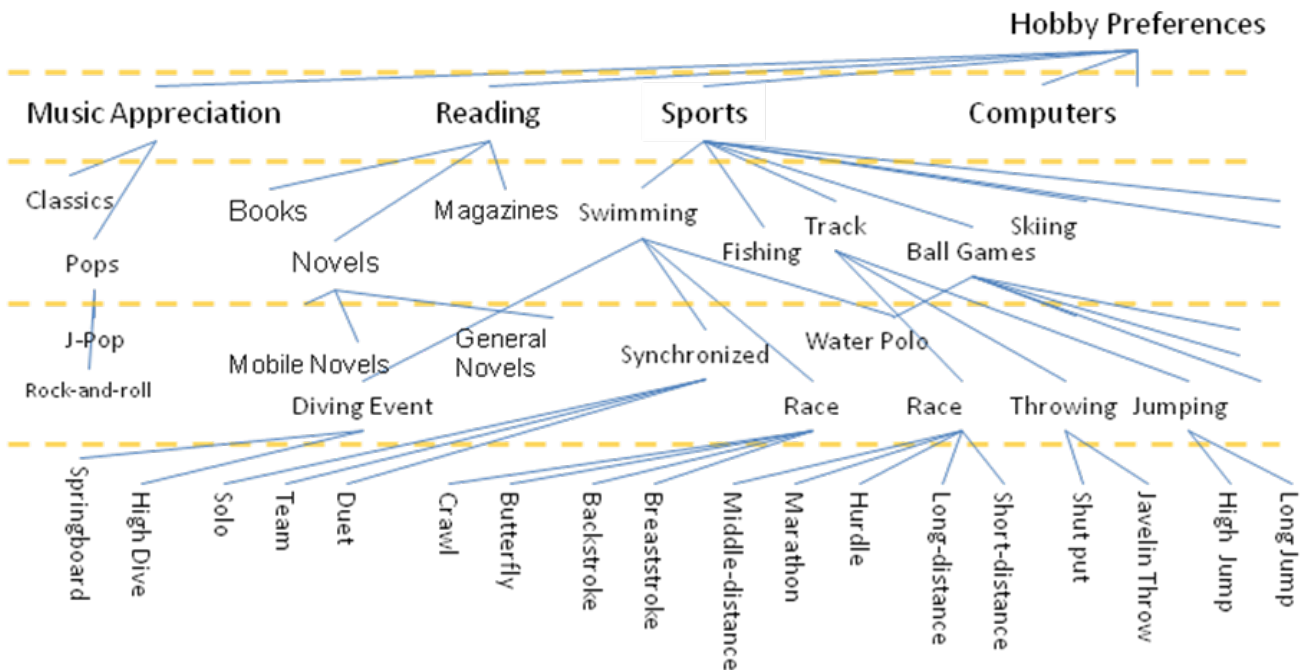 Hobby Preferences
Music Appreciation
Reading
Sports
Computers
Classics
Books
Magazines
Swimming
Track
Skiing
Fishing
Ball Games
Pops
Novels
J-Pop
Mobile Novels
General
Novels
Synchronized
Water Polo
Rock-and-roll
Diving Event
Race
Race
Throwing
Jumping
Springboard
High Dive
Solo
Team
Duet
Crawl
Butterfly
Backstroke
Breaststroke
Middle-distance
Marathon
Hurdle
Long-distance
Short-distance
Shut put
Javelin Throw
High Jump
Long Jump